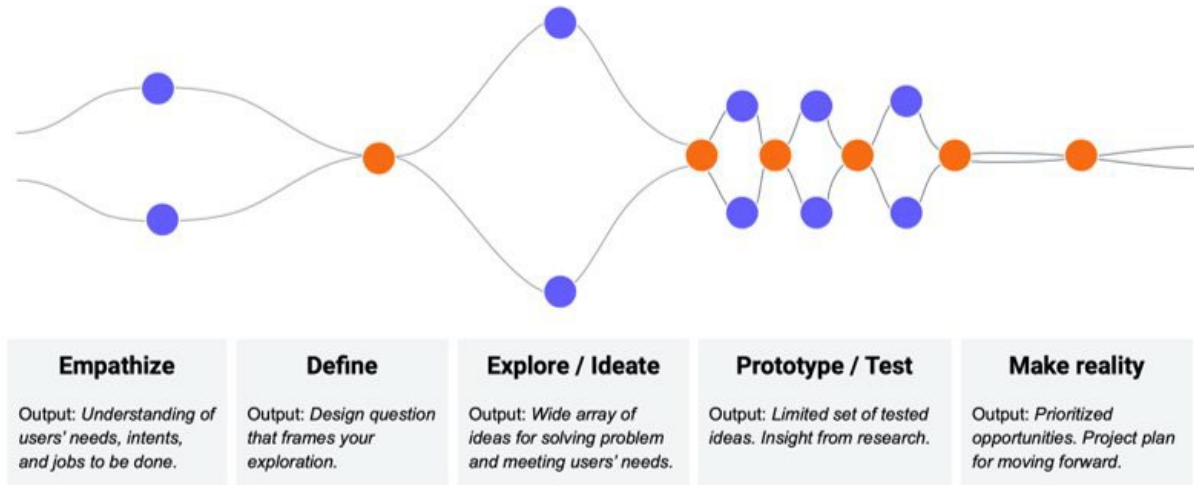 Empathize
Output: Understanding of
users' needs, intents,
and jobs to be done.
Define
Output: Design question
that frames your
exploration.
Explore / Ideate
Output: Wide array of
ideas for solving problem
and meeting users' needs.
Prototype / Test
Output: Limited set of tested
ideas. Insight from research.
Make reality
Output: Prioritized
opportunities. Project plan
for moving forward.